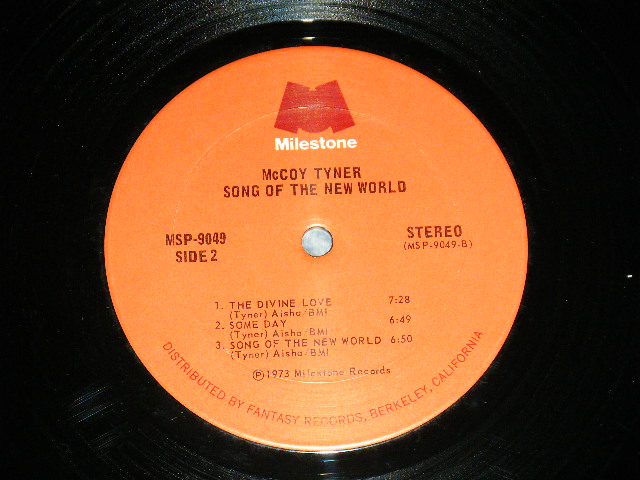 Milestone
McCOY TYNER
SONG OF THE NEW WORLD
MSP-9049
SIDE 2
STEREO
(MSP-9049-B)
1. THE DIVINE LOVE 7:28
(Tyner) Aisha/BMI
2. SOME DAY 6:49
(Tyner) Aisha/BMI
3. SONG OF THE NEW WORLD 6:50
(Tyner) Aisha/BMI
Ⓟ1973 Milestone Records
DISTRIBUTED BY FANTASY RECORDS, BERKELEY, CALIFORNIA